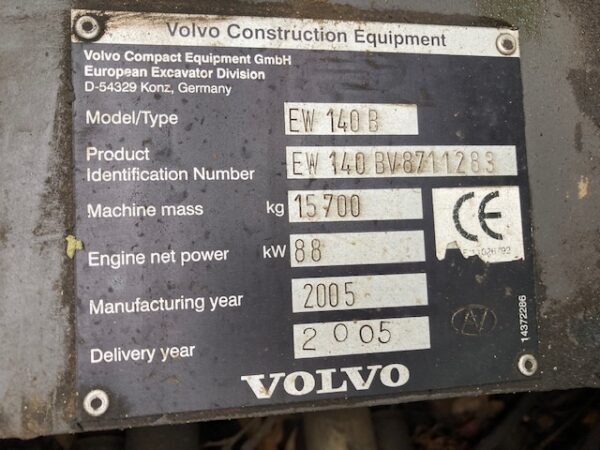 Volvo Construction Equipment
Volvo Compact Equipment GmbH
European Excavator Division
D-54329 Konz, Germany
Model/Type EW 140 B
Product
Identification Number EW 140 BV8711283
Machine mass kg 15700
Engine net power kW 88
CE
Manufacturing year 2005
Delivery year 2005
14372286
VOLVO